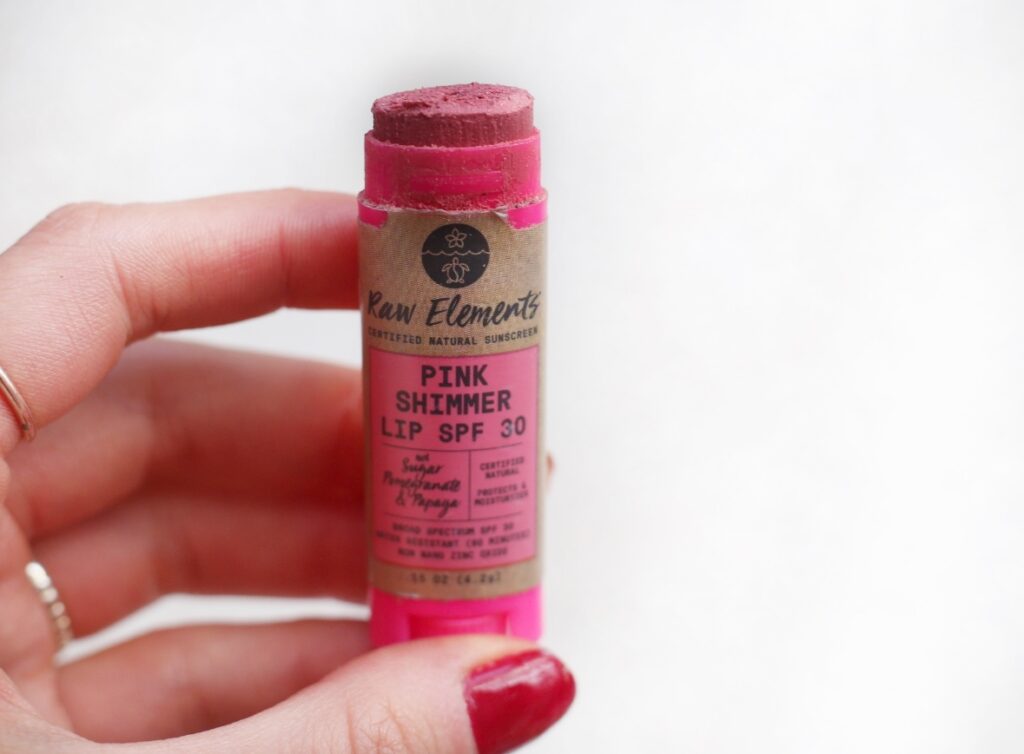 Raw Elements
CERTIFIED NATURAL SUNSCREEN
PINK
SHIMMER
LIP SPF 30
Sugar
Pomegranate
& Papaya
CERTIFIED
NATURAL
PROTECTS &
MOISTURIZES
BROAD SPECTRUM SPF 30
WATER RESISTANT (80 MINUTES)
NON NANO ZINC OXIDE
.15 OZ (4.2g)